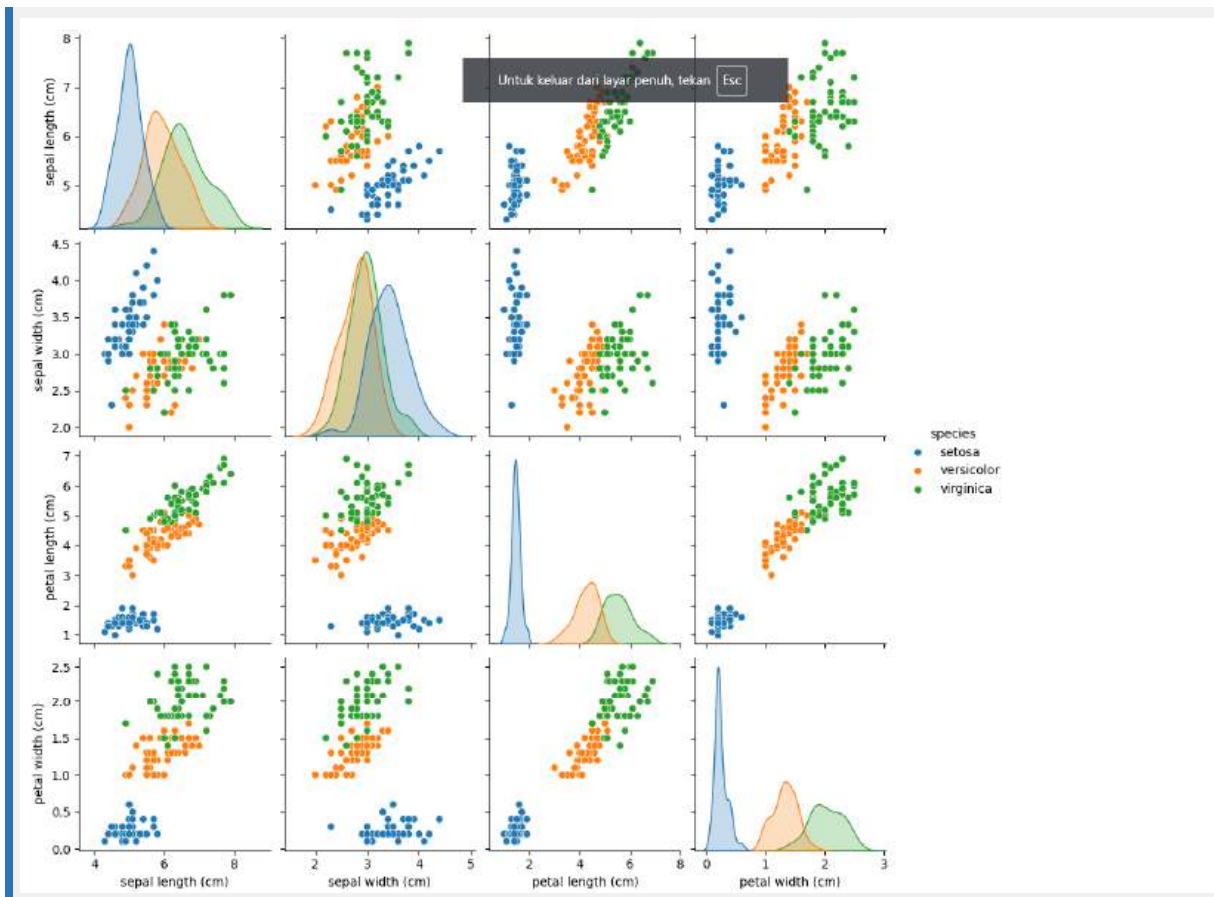 8
7
6
5
sepal length (cm)
Untuk keluar dari layar penuh, tekan Esc
4.5
4.0
3.5
3.0
2.5
2.0
sepal width (cm)
species
setosa
versicolor
virginica
7
6
5
4
3
2
1
petal length (cm)
2.5
2.0
1.5
1.0
0.5
0.0
petal width (cm)
4 6 8 2 3 4 5 2 4 6 8 0 1 2 3
sepal length (cm) sepal width (cm) petal length (cm) petal width (cm)